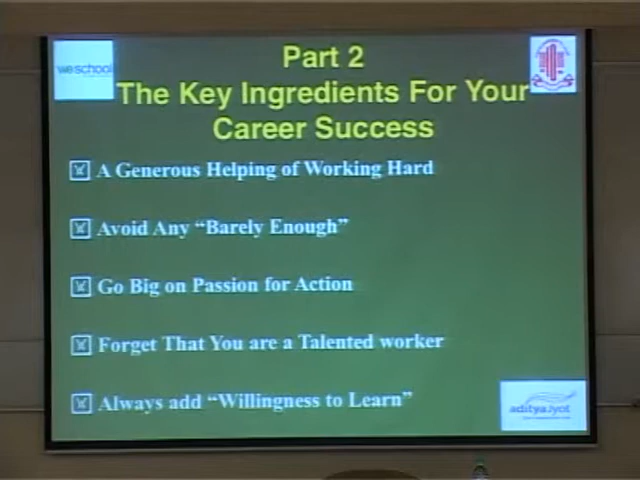 weschool
Part 2
The Key Ingredients For Your
Career Success
A Generous Helping of Working Hard
Avoid Any “Barely Enough”
Go Big on Passion for Action
Forget That You are a Talented worker
Always add “Willingness to Learn”
adityajyot